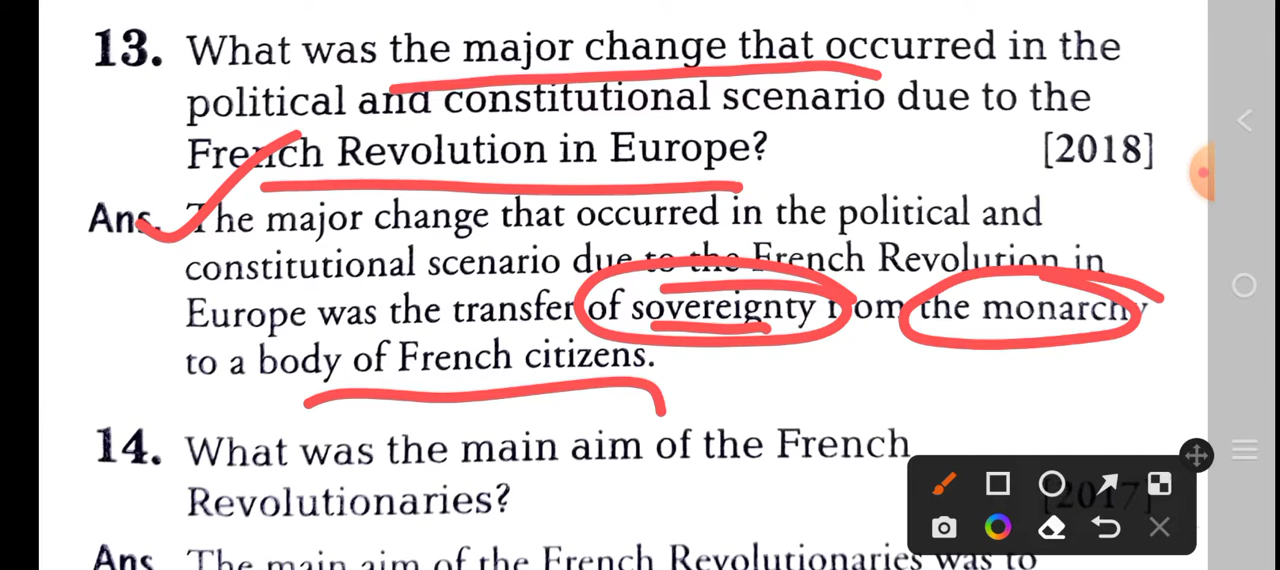 13. What was the major change that occurred in the
political and constitutional scenario due to the
French Revolution in Europe? [2018]
Ans. The major change that occurred in the political and
constitutional scenario due to the French Revolution in
Europe was the transfer of sovereignty from the monarchy
to a body of French citizens.
14. What was the main aim of the French
Revolutionaries? [2017]
Ans The main aim of the French Revolutionaries was to